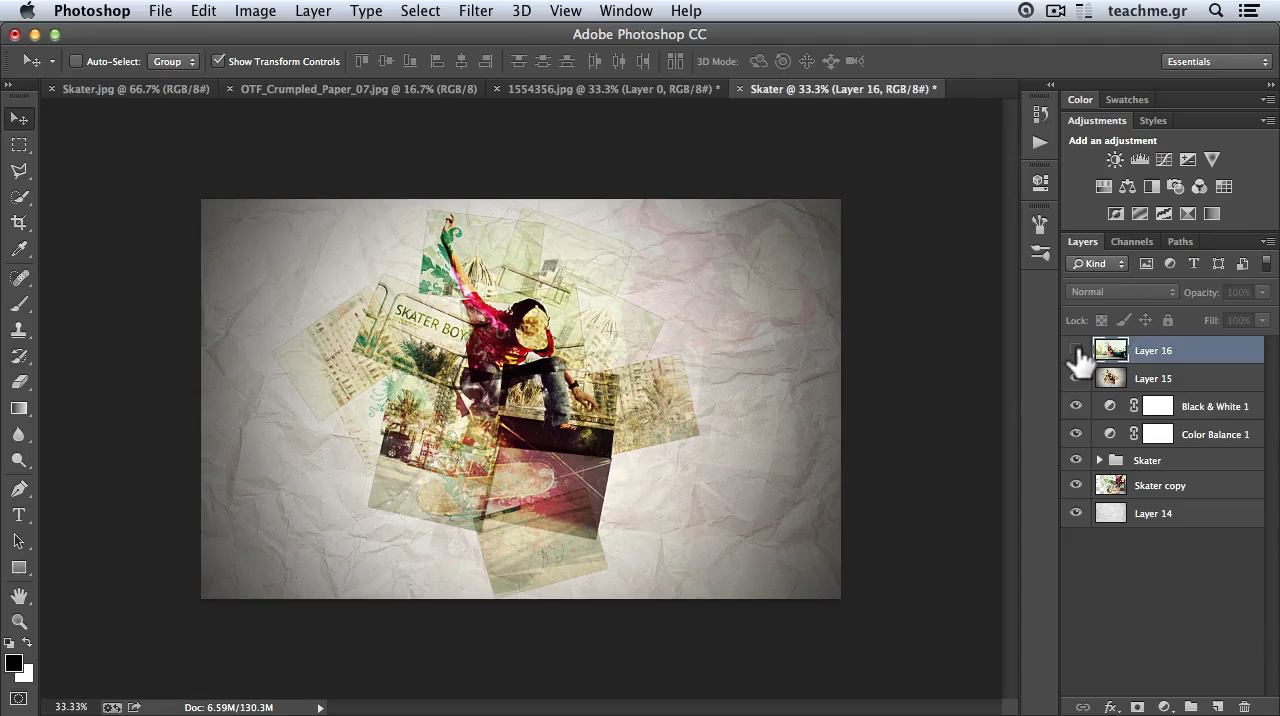 Photoshop File Edit Image Layer Type Select Filter 3D View Window Help teachme.gr
Adobe Photoshop CC
Auto-Select: Group Show Transform Controls 3D Mode: Essentials
Skater.jpg @ 66.7% (RGB/8#) OTF_Crumpled_Paper_07.jpg @ 16.7% (RGB/8) 1554356.jpg @ 33.3% (Layer 0, RGB/8#) * Skater @ 33.3% (Layer 16, RGB/8#) *
Color Swatches
Adjustments Styles
Add an adjustment
Layers Channels Paths
Kind
Normal Opacity: 100%
Lock: Fill: 100%
Layer 16
Layer 15
Black & White 1
Color Balance 1
Skater
Skater copy
Layer 14
SKATER BOY
33.33% Doc: 6.59M/130.3M